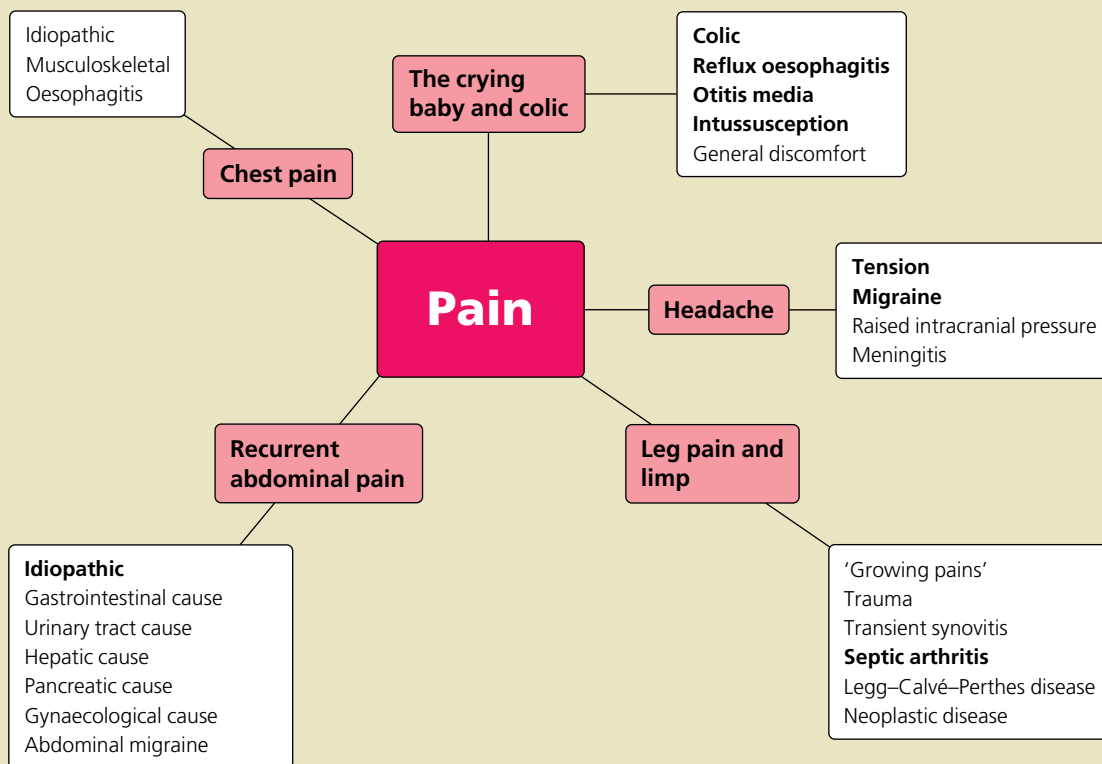 Idiopathic
Musculoskeletal
Oesophagitis
Chest pain
The crying
baby and colic
Colic
Reflux oesophagitis
Otitis media
Intussusception
General discomfort
Pain
Headache
Tension
Migraine
Raised intracranial pressure
Meningitis
Recurrent
abdominal pain
Idiopathic
Gastrointestinal cause
Urinary tract cause
Hepatic cause
Pancreatic cause
Gynaecological cause
Abdominal migraine
Leg pain and
limp
‘Growing pains’
Trauma
Transient synovitis
Septic arthritis
Legg–Calvé–Perthes disease
Neoplastic disease